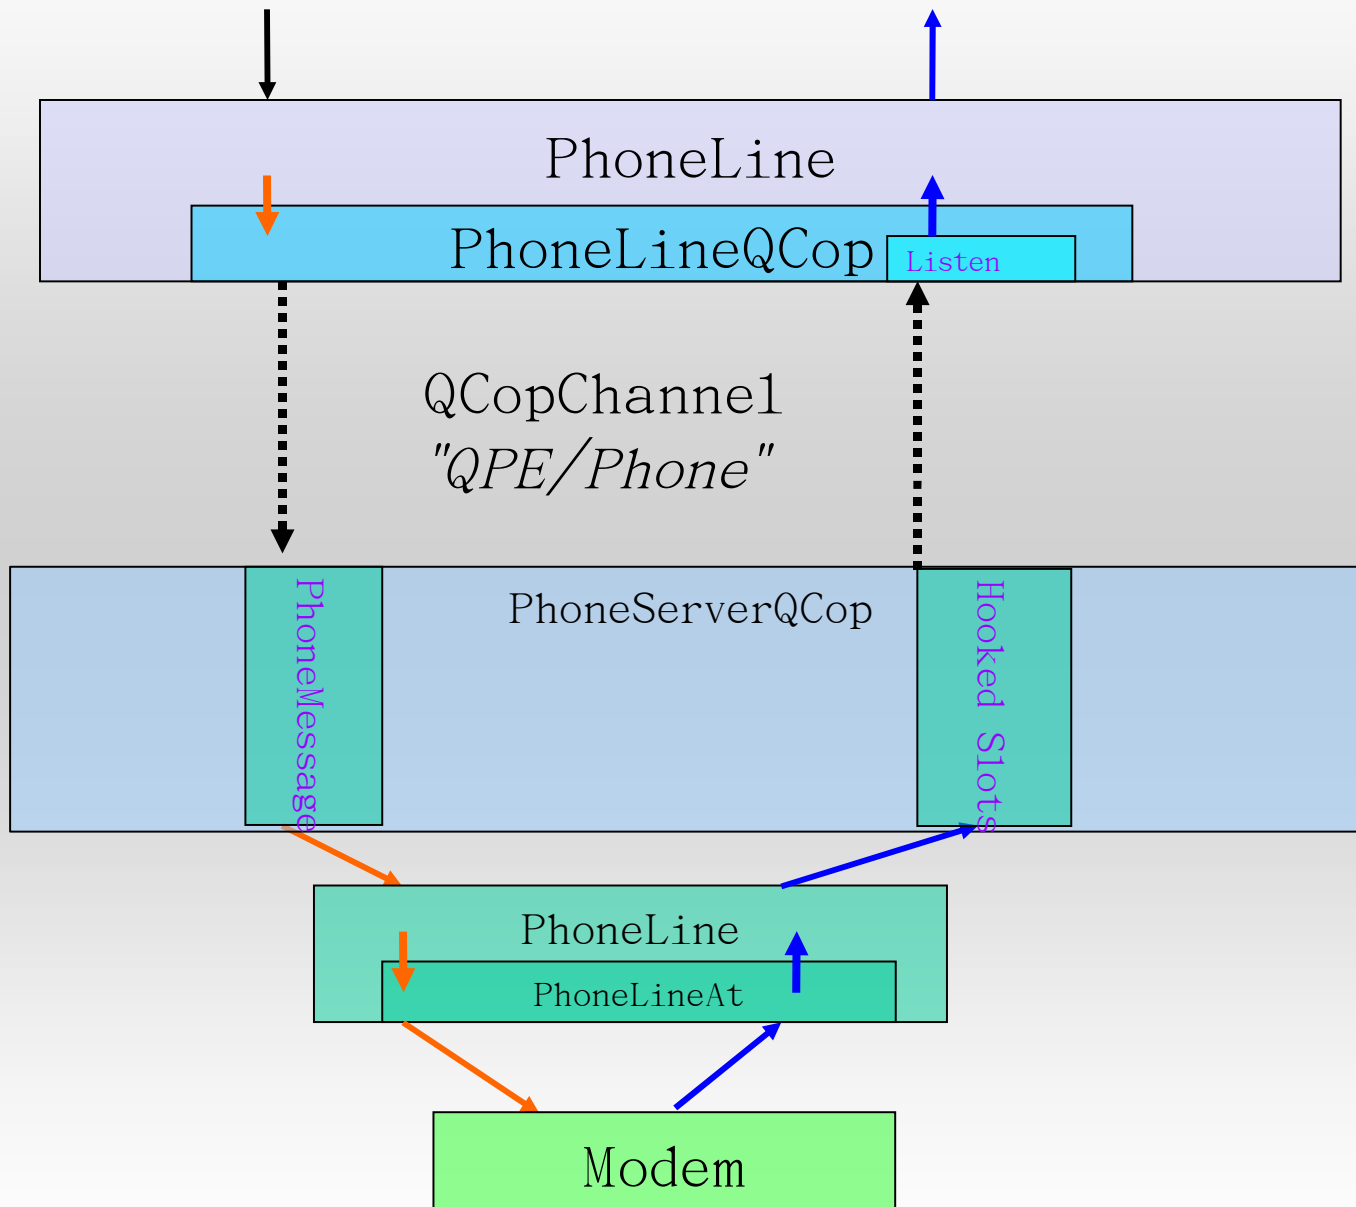 PhoneLine
PhoneLineQCop
Listen
QCopChannel
"QPE/Phone"
PhoneMessage
PhoneServerQCop
Hooked Slots
PhoneLine
PhoneLineAt
Modem